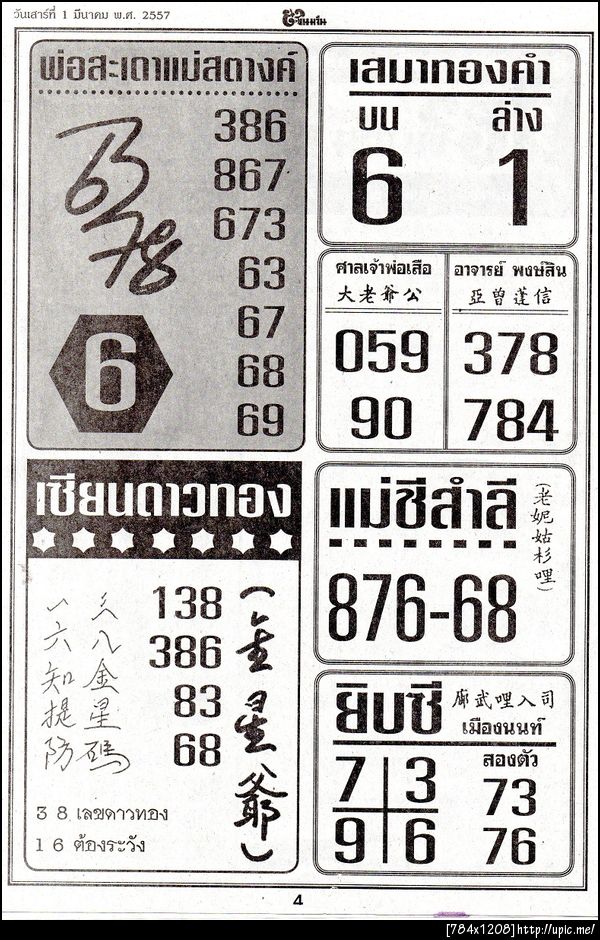 วันเสาร์ที่ 1 มีนาคม พ.ศ. 2557
พ่อสะเดาแม่สตางค์
386
867
673
63
67
68
69
6
เสมาทองคำ
บน ล่าง
6 1
ศาลเจ้าพ่อเสือ
大老爺公
059
90
อาจารย์ พงษ์สิน
亞曾蓬信
378
784
เซียนดาวทอง
138
386
83
68
(金星爺)
八金星碼
六知提防
3 8 เลขดาวทอง
1 6 ต้องระวัง
แม่ชีสำลี
(老妮姑杉哩)
876-68
ยิบซี
廊武哩入司
เมืองนนท์
7 3
9 6
สองตัว
73
76
4
[784x1208]http://upic.me/